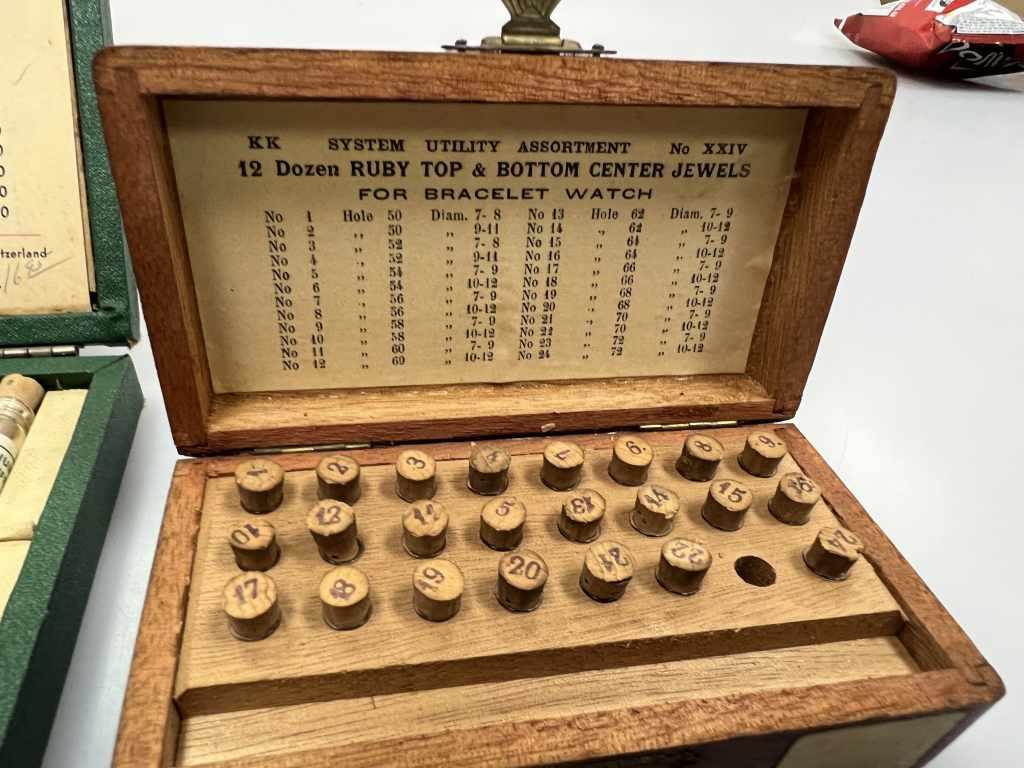 KK SYSTEM UTILITY ASSORTMENT No XXIV
12 Dozen RUBY TOP & BOTTOM CENTER JEWELS
FOR BRACELET WATCH
No 1 Hole 50 Diam. 7- 8
No 2 „ 50 „ 9-11
No 3 „ 52 „ 7- 8
No 4 „ 52 „ 9-11
No 5 „ 54 „ 7- 9
No 6 „ 54 „ 10-12
No 7 „ 56 „ 7- 9
No 8 „ 56 „ 10-12
No 9 „ 58 „ 7- 9
No 10 „ 58 „ 10-12
No 11 „ 60 „ 7- 9
No 12 „ 60 „ 10-12
No 13 Hole 62 Diam. 7- 9
No 14 „ 62 „ 10-12
No 15 „ 64 „ 7- 9
No 16 „ 64 „ 10-12
No 17 „ 66 „ 7- 9
No 18 „ 66 „ 10-12
No 19 „ 68 „ 7- 9
No 20 „ 68 „ 10-12
No 21 „ 70 „ 7- 9
No 22 „ 70 „ 10-12
No 23 „ 72 „ 7- 9
No 24 „ 72 „ 10-12
1 2 3 4 7 6 8 9
10 12 11 5 13 14 15 16
17 18 19 20 21 22 24
tzerland